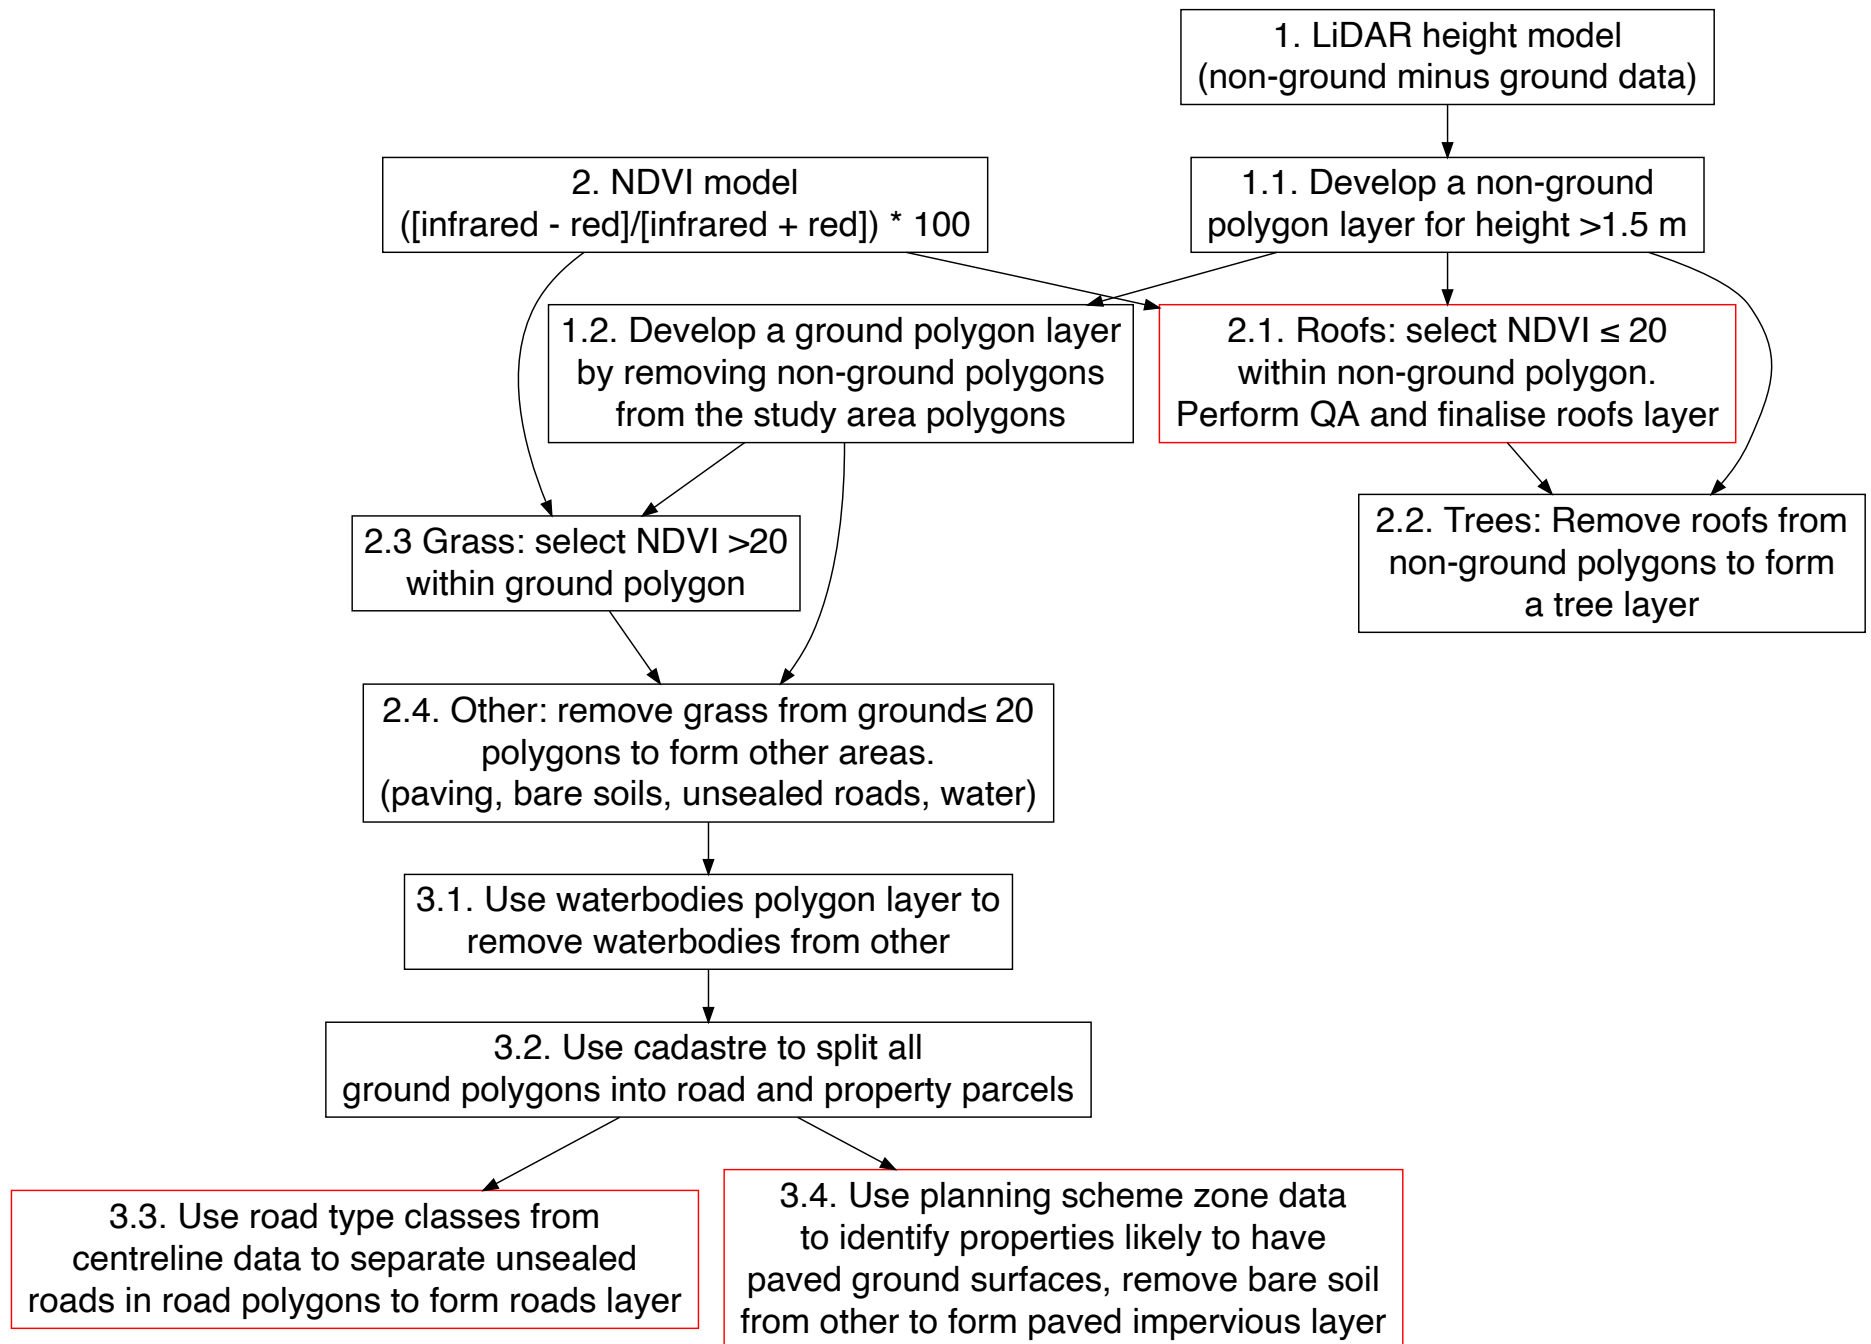 1. LiDAR height model
(non-ground minus ground data)
2. NDVI model
([infrared - red]/[infrared + red]) * 100
1.1. Develop a non-ground
polygon layer for height >1.5 m
1.2. Develop a ground polygon layer
by removing non-ground polygons
from the study area polygons
2.1. Roofs: select NDVI ≤ 20
within non-ground polygon.
Perform QA and finalise roofs layer
2.3 Grass: select NDVI >20
within ground polygon
2.2. Trees: Remove roofs from
non-ground polygons to form
a tree layer
2.4. Other: remove grass from ground≤ 20
polygons to form other areas.
(paving, bare soils, unsealed roads, water)
3.1. Use waterbodies polygon layer to
remove waterbodies from other
3.2. Use cadastre to split all
ground polygons into road and property parcels
3.3. Use road type classes from
centreline data to separate unsealed
roads in road polygons to form roads layer
3.4. Use planning scheme zone data
to identify properties likely to have
paved ground surfaces, remove bare soil
from other to form paved impervious layer